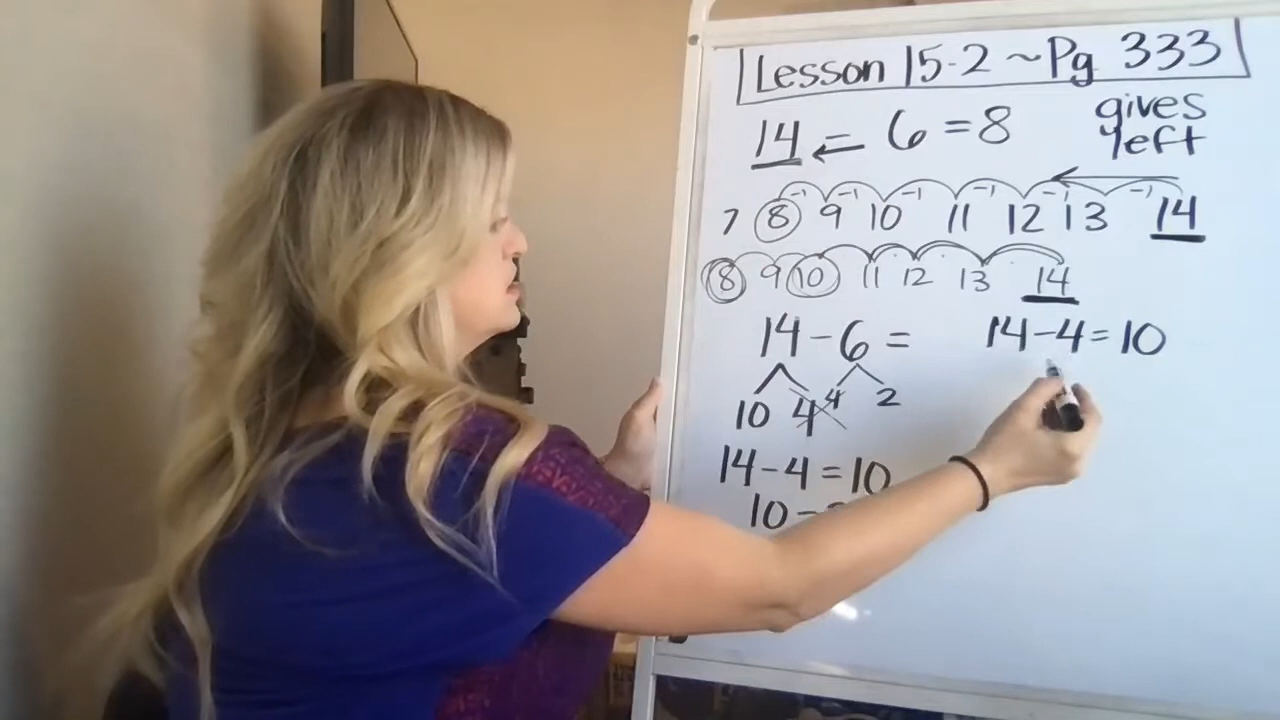 Lesson 15-2 ~ Pg 333
14 - 6 = 8 gives left
-1 -1 -1 -1 -1 -1
7 8 9 10 11 12 13 14
8 9 10 11 12 13 14
14 - 6 = 14 - 4 = 10
10 4 4 2
14 - 4 = 10
10 -